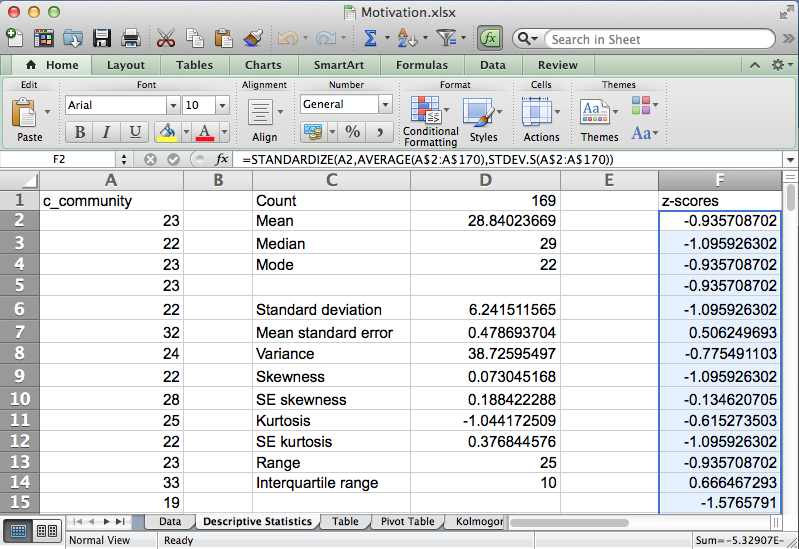 Motivation.xlsx
Search in Sheet
Home Layout Tables Charts SmartArt Formulas Data Review
Edit Font Alignment Number Format Cells Themes
Arial 10 General
Paste B I U A Align % , Conditional Formatting Styles Actions Themes Aa
F2 fx =STANDARDIZE(A2,AVERAGE(A$2:A$170),STDEV.S(A$2:A$170))
A B C D E F
1 c_community Count 169 z-scores
2 23 Mean 28.84023669 -0.935708702
3 22 Median 29 -1.095926302
4 23 Mode 22 -0.935708702
5 23 -0.935708702
6 22 Standard deviation 6.241511565 -1.095926302
7 32 Mean standard error 0.478693704 0.506249693
8 24 Variance 38.72595497 -0.775491103
9 22 Skewness 0.073045168 -1.095926302
10 28 SE skewness 0.188422288 -0.134620705
11 25 Kurtosis -1.044172509 -0.615273503
12 22 SE kurtosis 0.376844576 -1.095926302
13 23 Range 25 -0.935708702
14 33 Interquartile range 10 0.666467293
15 19 -1.5765791
Data Descriptive Statistics Table Pivot Table Kolmogor
Normal View Ready Sum=-5.32907E-